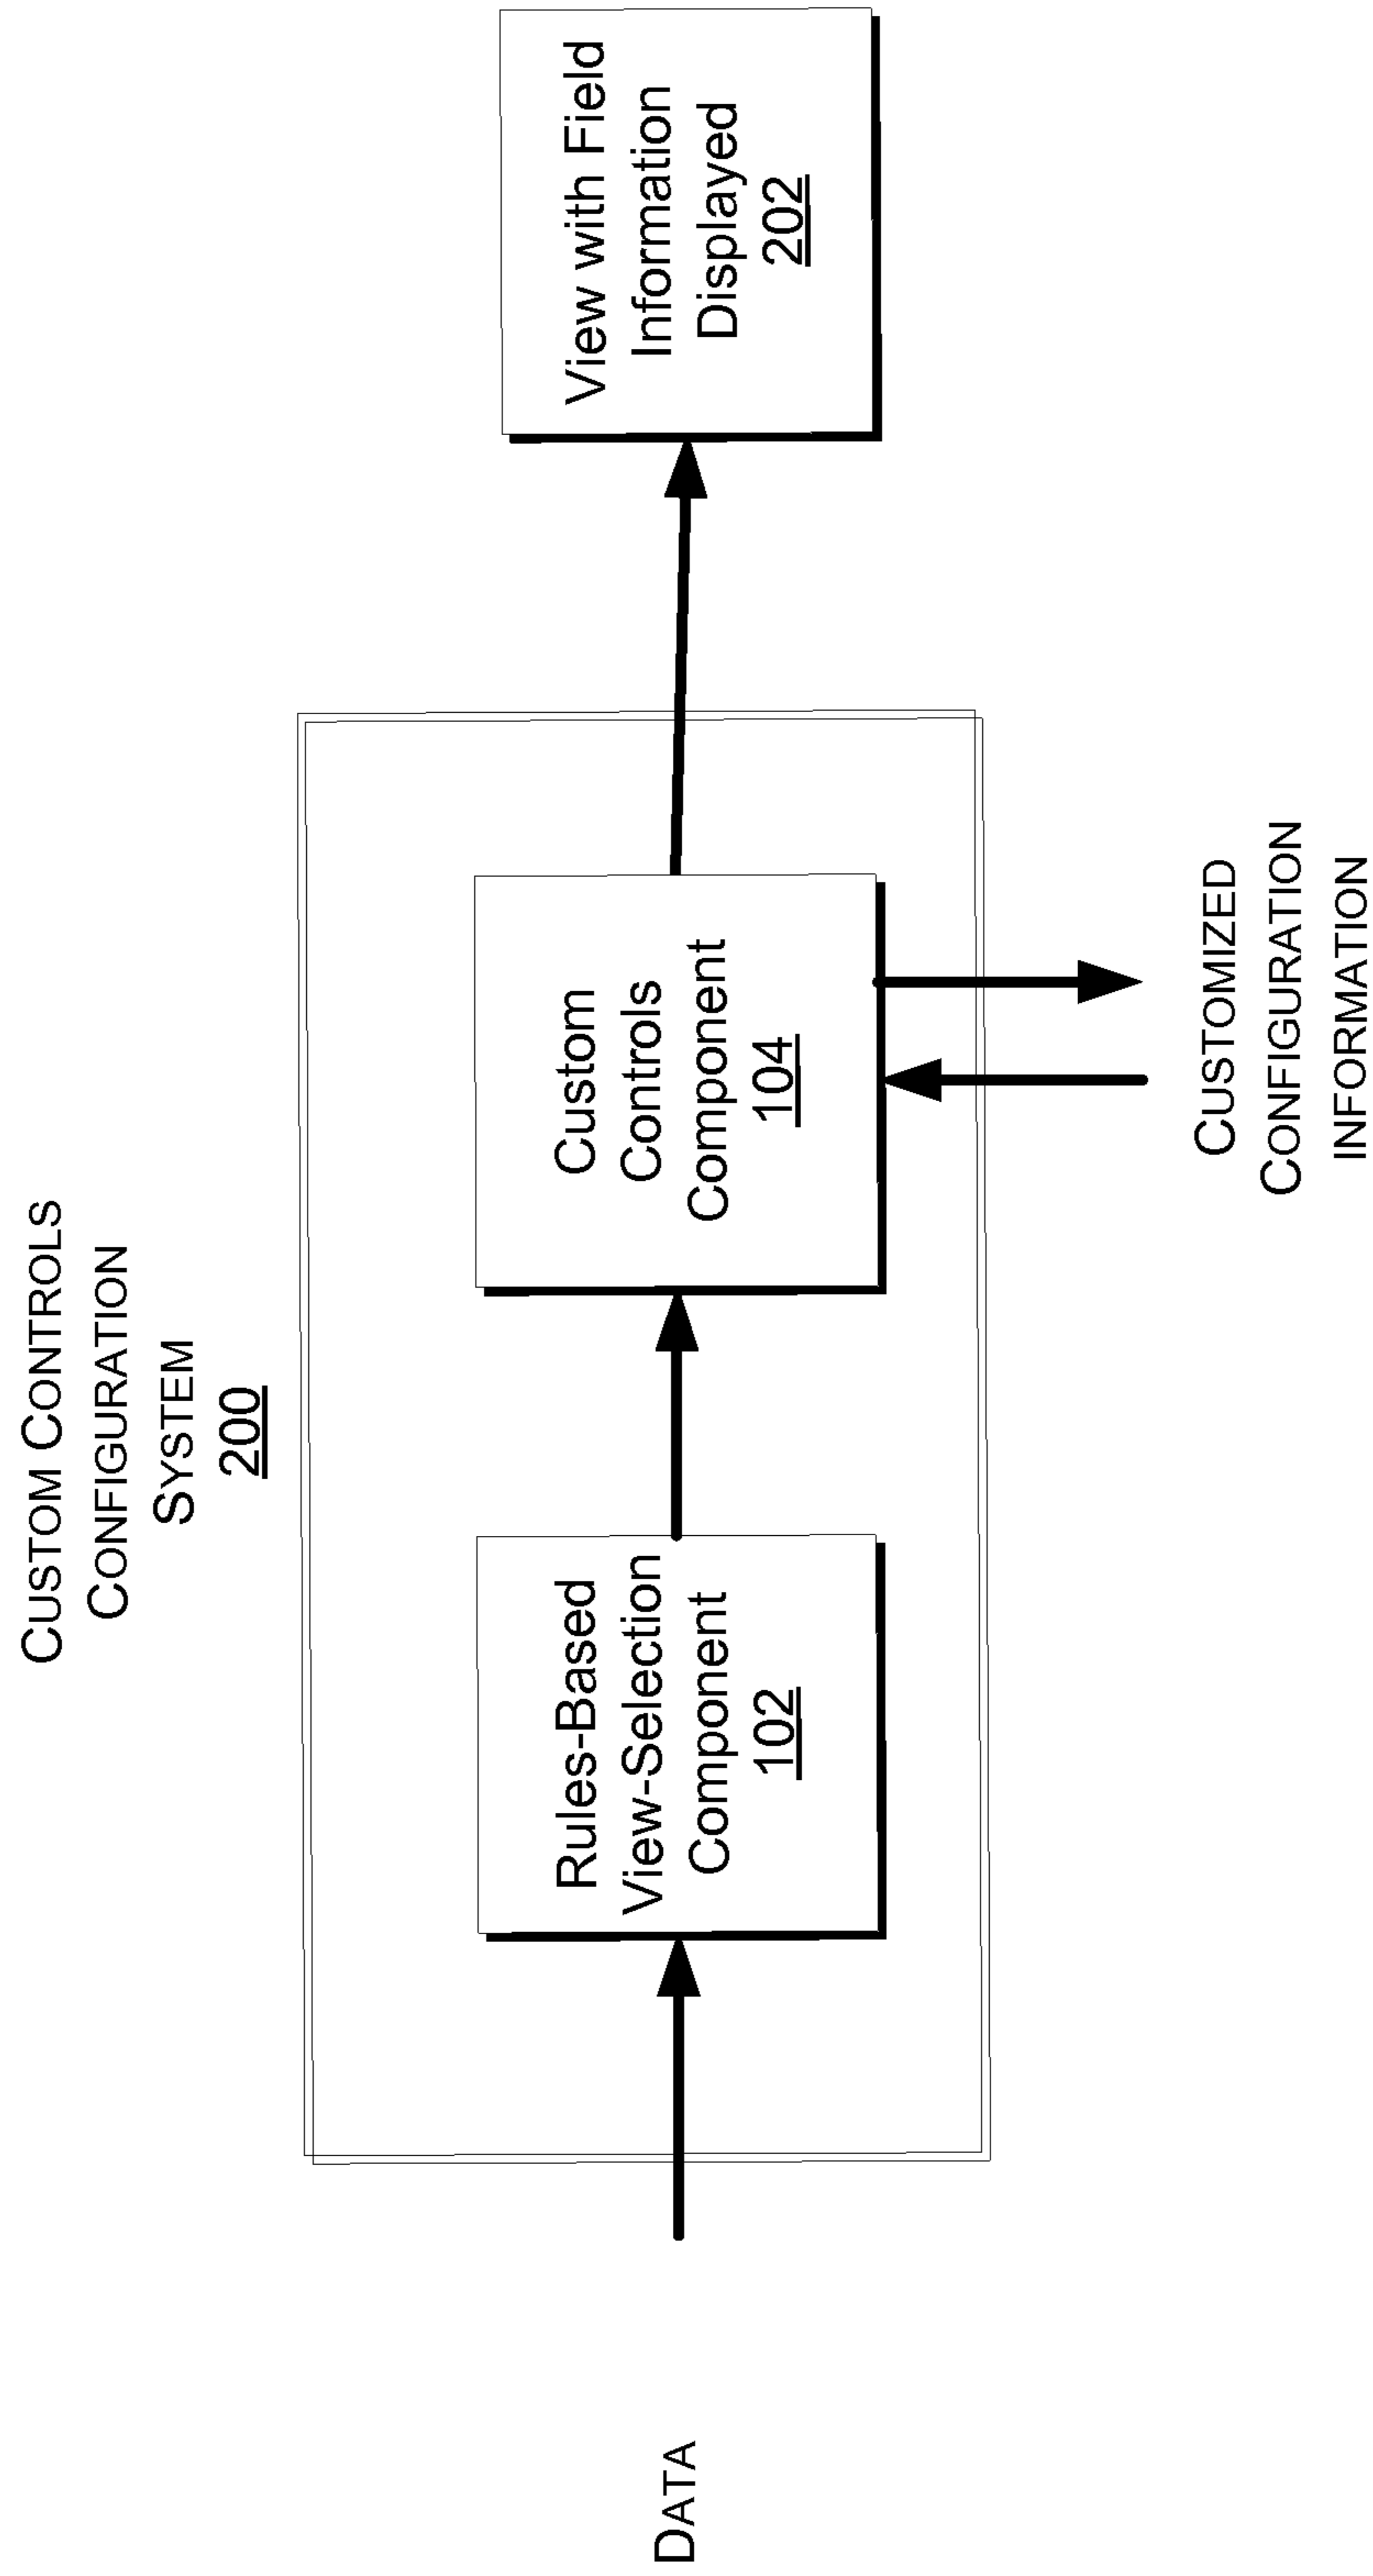 CUSTOM CONTROLS
CONFIGURATION
SYSTEM
200
DATA
Rules-Based
View-Selection
Component
102
Custom
Controls
Component
104
View with Field
Information
Displayed
202
CUSTOMIZED
CONFIGURATION
INFORMATION